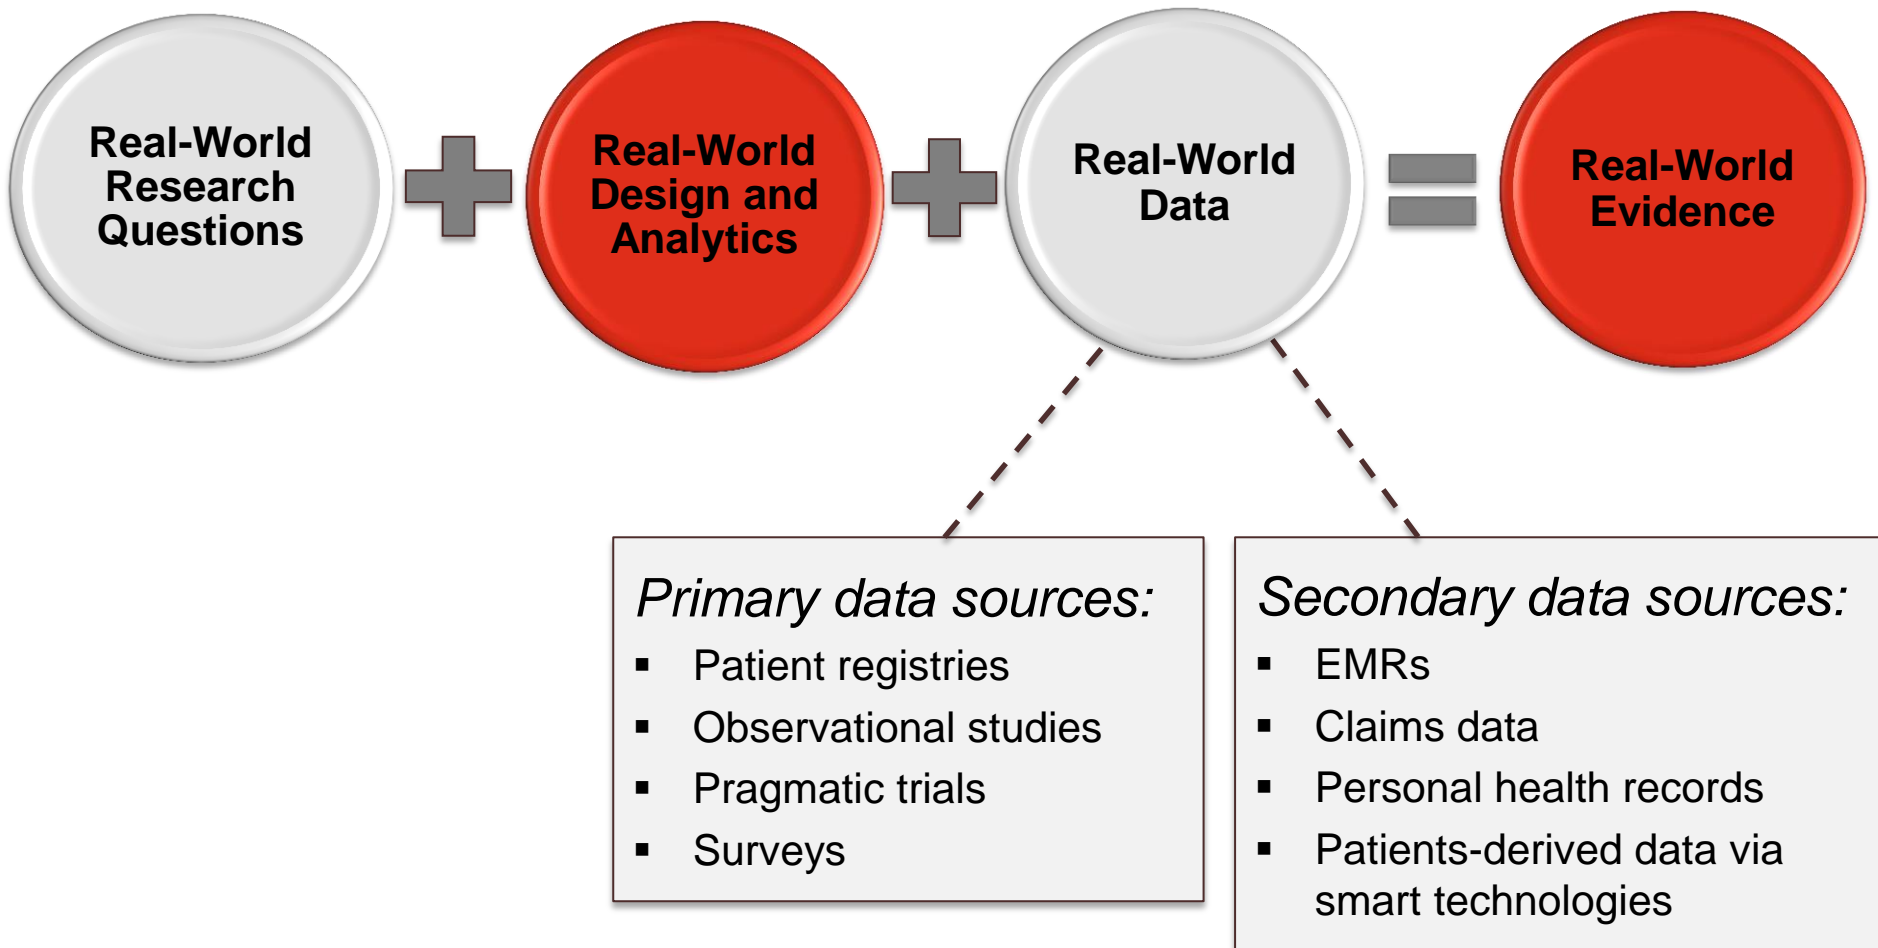 Real-World
Research
Questions
Real-World
Design and
Analytics
Real-World
Data
Real-World
Evidence
Primary data sources:
▪ Patient registries
▪ Observational studies
▪ Pragmatic trials
▪ Surveys
Secondary data sources:
▪ EMRs
▪ Claims data
▪ Personal health records
▪ Patients-derived data via
smart technologies